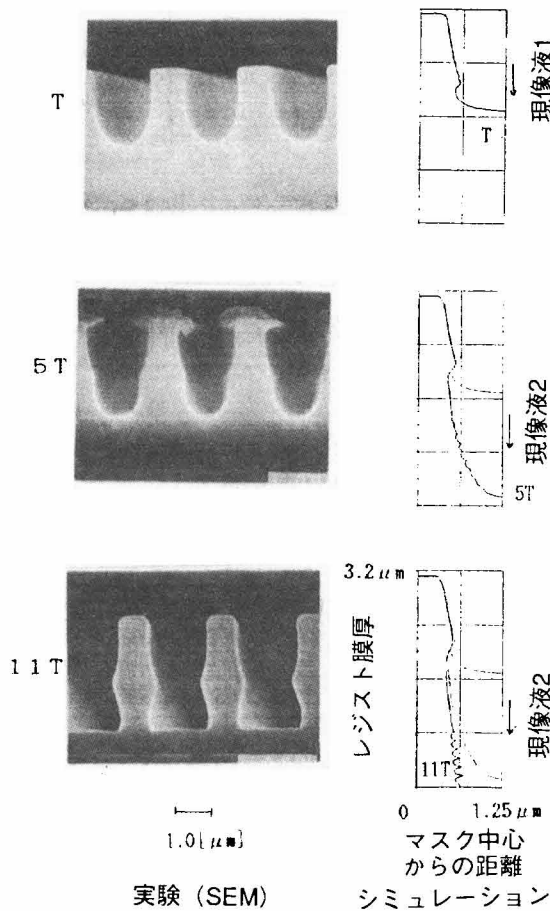 T
現像液1
T
5T
現像液2
5T
11T
3.2μm
レジスト膜厚
現像液2
11T
0
1.25μm
マスク中心
からの距離
1.0[μm]
実験 (SEM)
シミュレーション